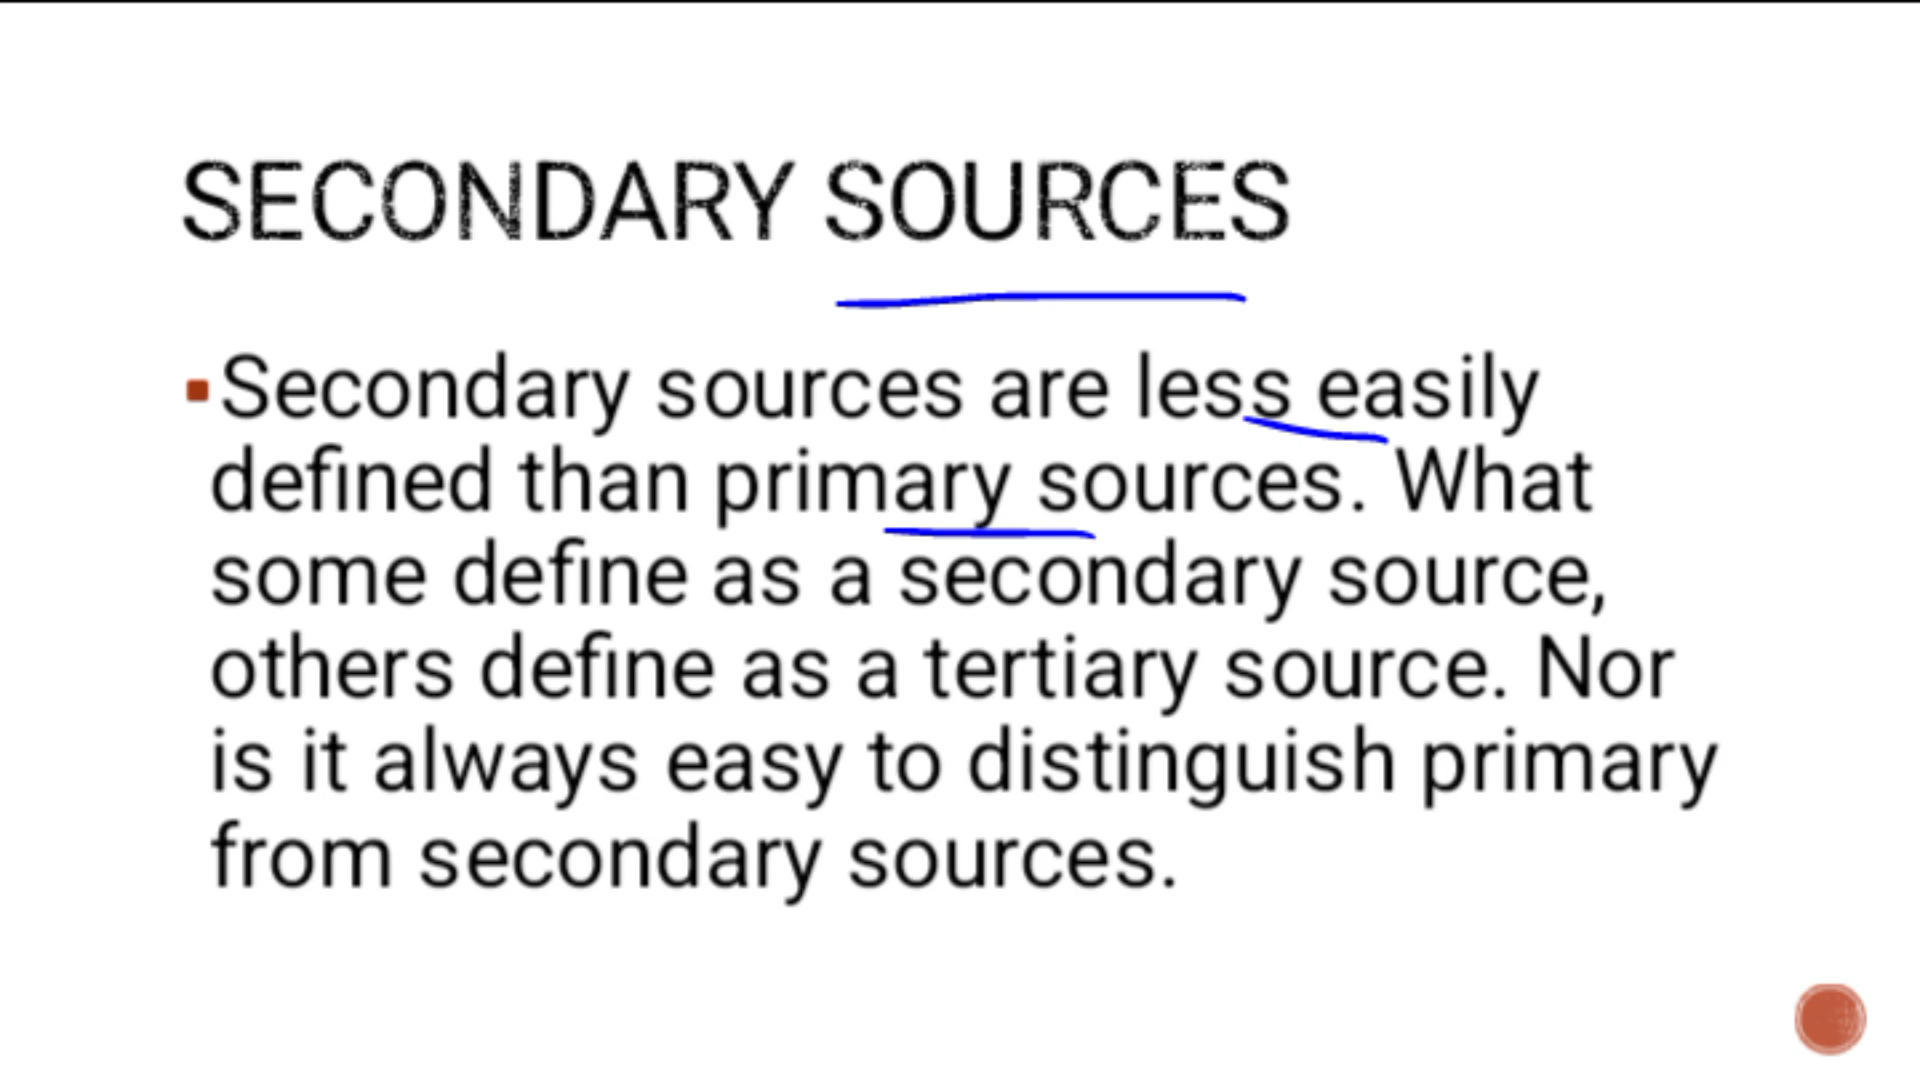 SECONDARY SOURCES
Secondary sources are less easily
defined than primary sources. What
some define as a secondary source,
others define as a tertiary source. Nor
is it always easy to distinguish primary
from secondary sources.